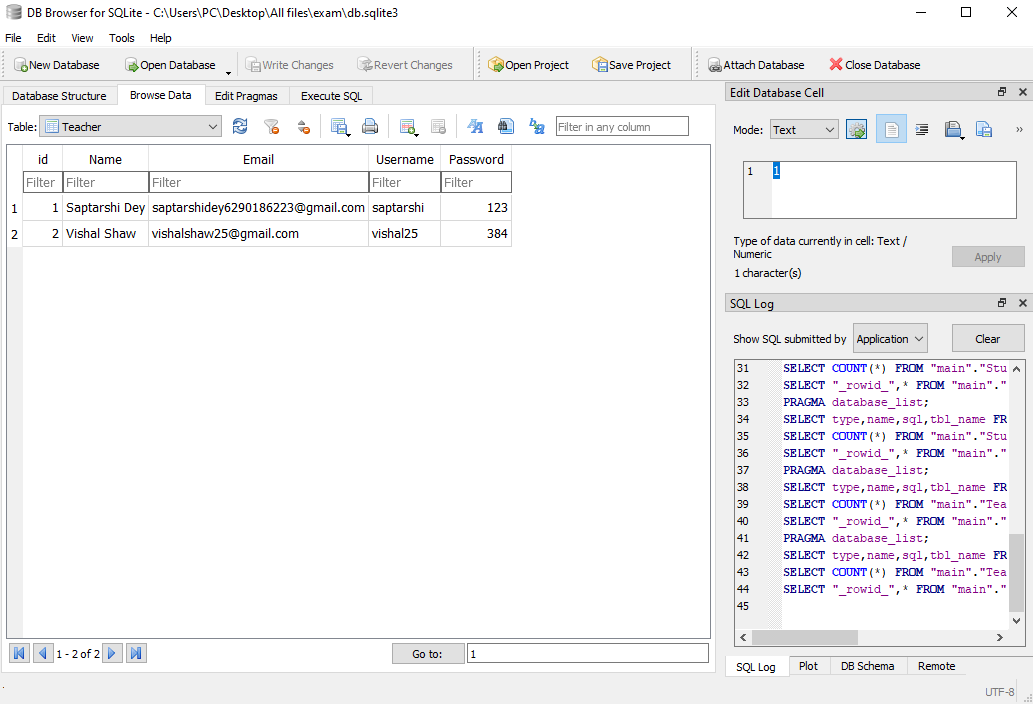 DB Browser for SQLite - C:\Users\PC\Desktop\All files\exam\db.sqlite3
File Edit View Tools Help
New Database Open Database Write Changes Revert Changes Open Project Save Project Attach Database Close Database
Database Structure Browse Data Edit Pragmas Execute SQL
Table: Teacher Filter in any column
id Name Email Username Password
Filter Filter Filter Filter Filter
1 1 Saptarshi Dey saptarshidey6290186223@gmail.com saptarshi 123
2 2 Vishal Shaw vishalshaw25@gmail.com vishal25 384
1 - 2 of 2 Go to: 1
Edit Database Cell
Mode: Text »
1 1
Type of data currently in cell: Text /
Numeric
1 character(s)
Apply
SQL Log
Show SQL submitted by Application Clear
31 SELECT COUNT(*) FROM "main"."Stu
32 SELECT "_rowid_",* FROM "main"."
33 PRAGMA database_list;
34 SELECT type,name,sql,tbl_name FR
35 SELECT COUNT(*) FROM "main"."Stu
36 SELECT "_rowid_",* FROM "main"."
37 PRAGMA database_list;
38 SELECT type,name,sql,tbl_name FR
39 SELECT COUNT(*) FROM "main"."Tea
40 SELECT "_rowid_",* FROM "main"."
41 PRAGMA database_list;
42 SELECT type,name,sql,tbl_name FR
43 SELECT COUNT(*) FROM "main"."Tea
44 SELECT "_rowid_",* FROM "main"."
45
SQL Log Plot DB Schema Remote
UTF-8